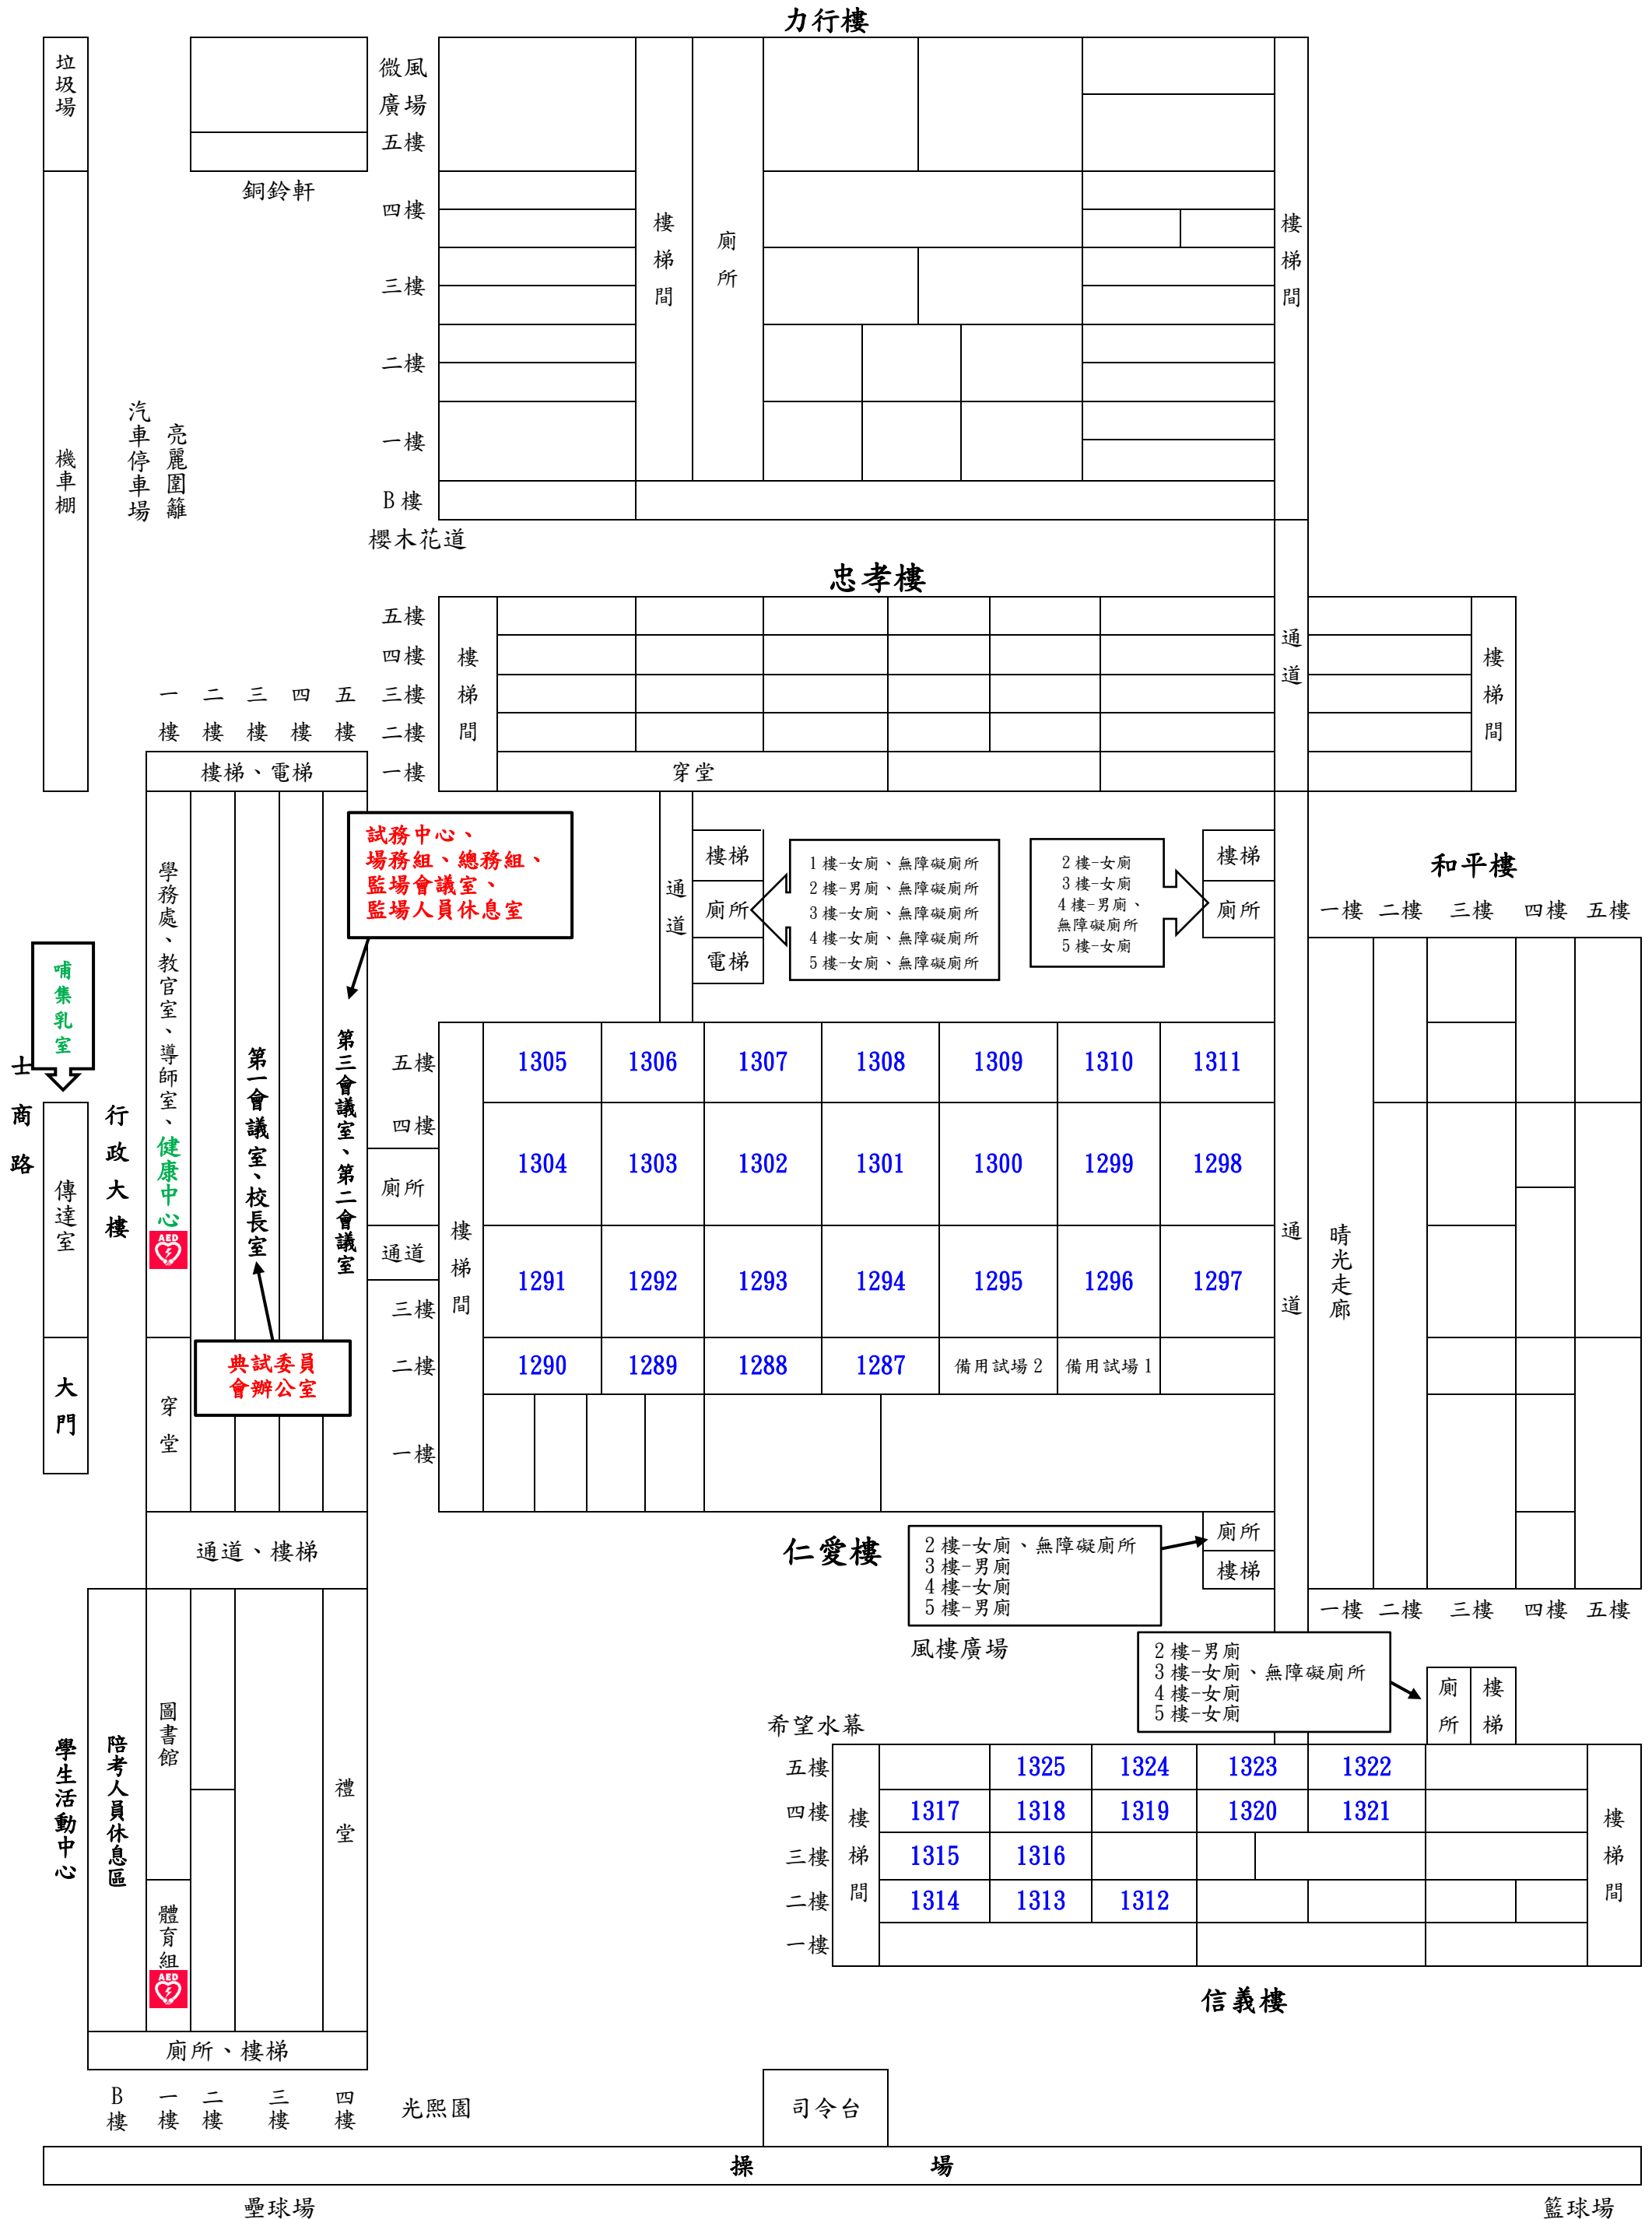 力行樓
垃圾場
微風
廣場
五樓
銅鈴軒
四樓
三樓
二樓
一樓
B樓
樓梯間
廁所
樓梯間
機車棚
汽車停車場
亮麗圍籬
櫻木花道
忠孝樓
五樓
四樓
三樓
二樓
一樓
樓梯間
穿堂
通道
樓梯間
一樓
二樓
三樓
四樓
五樓
樓梯、電梯
試務中心、
場務組、總務組、
監場會議室、
監場人員休息室
通道
樓梯
廁所
電梯
1樓-女廁、無障礙廁所
2樓-男廁、無障礙廁所
3樓-女廁、無障礙廁所
4樓-女廁、無障礙廁所
5樓-女廁、無障礙廁所
2樓-女廁
3樓-女廁
4樓-男廁、
無障礙廁所
5樓-女廁
樓梯
廁所
和平樓
一樓 二樓 三樓 四樓 五樓
哺集乳室
士商路
傳達室
大門
行政大樓
學務處、教官室、導師室、健康中心
AED
穿堂
第一會議室、校長室
第三會議室、第二會議室
典試委員
會辦公室
五樓
四樓
廁所
通道
三樓
二樓
一樓
樓梯間
1305 1306 1307 1308 1309 1310 1311
1304 1303 1302 1301 1300 1299 1298
1291 1292 1293 1294 1295 1296 1297
1290 1289 1288 1287 備用試場2 備用試場1
通道
晴光走廊
通道、樓梯
仁愛樓
2樓-女廁、無障礙廁所
3樓-男廁
4樓-女廁
5樓-男廁
廁所
樓梯
一樓 二樓 三樓 四樓 五樓
風樓廣場
2樓-男廁
3樓-女廁、無障礙廁所
4樓-女廁
5樓-女廁
廁所
樓梯
希望水幕
五樓
四樓
三樓
二樓
一樓
樓梯間
1325 1324 1323 1322
1317 1318 1319 1320 1321
1315 1316
1314 1313 1312
樓梯間
信義樓
學生活動中心
陪考人員休息區
圖書館
體育組
AED
禮堂
廁所、樓梯
B樓
一樓
二樓
三樓
四樓
光熙園
司令台
操場
壘球場
籃球場